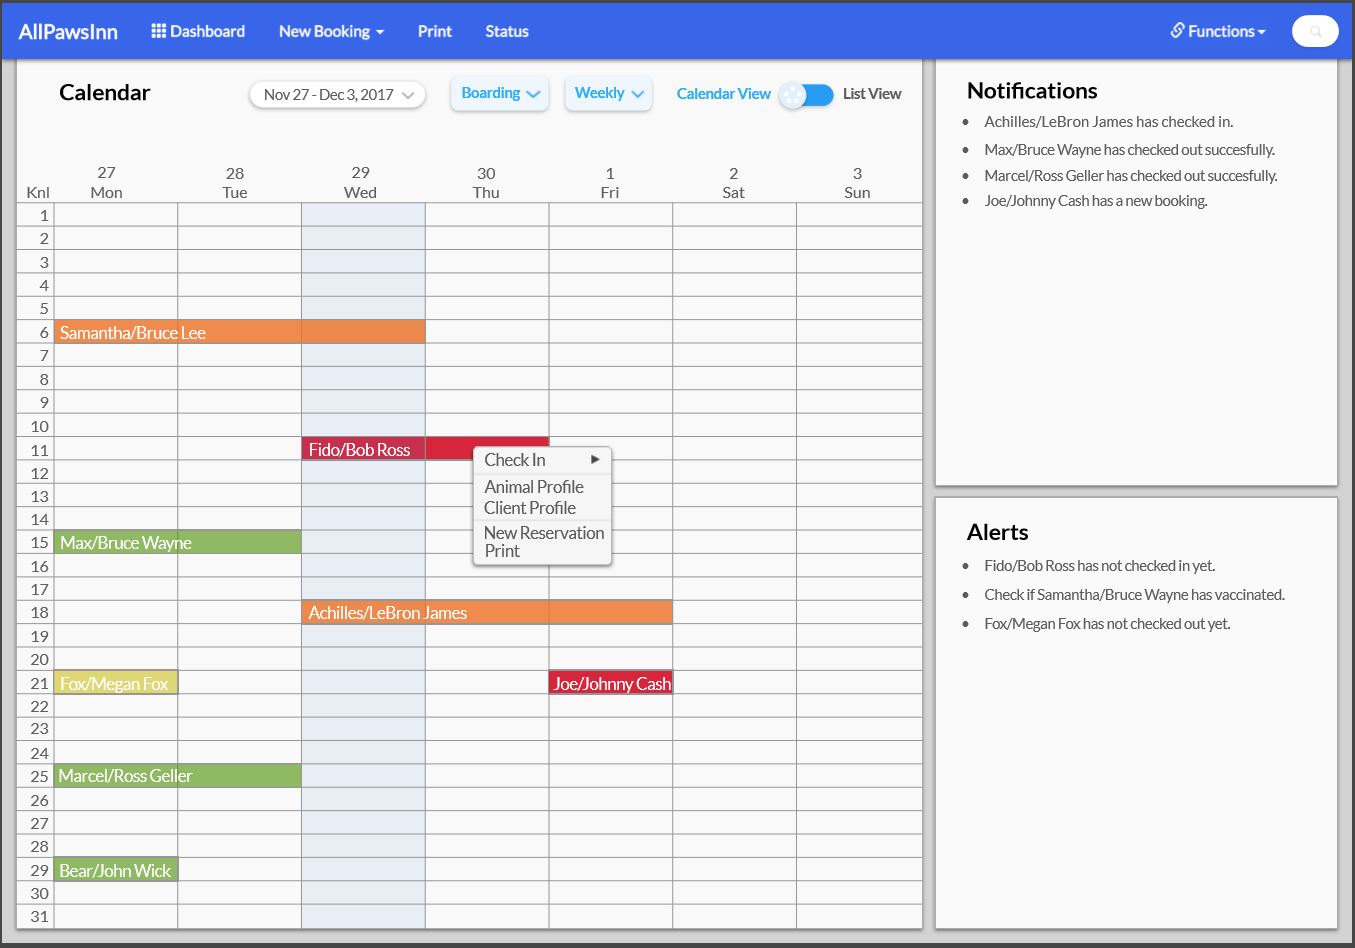 AllPawsInn Dashboard New Booking Print Status Functions
Calendar Nov 27 - Dec 3, 2017 Boarding Weekly Calendar View List View
27 28 29 30 1 2 3
Knl Mon Tue Wed Thu Fri Sat Sun
1
2
3
4
5
6 Samantha/Bruce Lee
7
8
9
10
11 Fido/Bob Ross
12
13
14
15 Max/Bruce Wayne
16
17
18 Achilles/LeBron James
19
20
21 Fox/Megan Fox Joe/Johnny Cash
22
23
24
25 Marcel/Ross Geller
26
27
28
29 Bear/John Wick
30
31
Check In
Animal Profile
Client Profile
New Reservation
Print
Notifications
Achilles/LeBron James has checked in.
Max/Bruce Wayne has checked out succesfully.
Marcel/Ross Geller has checked out succesfully.
Joe/Johnny Cash has a new booking.
Alerts
Fido/Bob Ross has not checked in yet.
Check if Samantha/Bruce Wayne has vaccinated.
Fox/Megan Fox has not checked out yet.